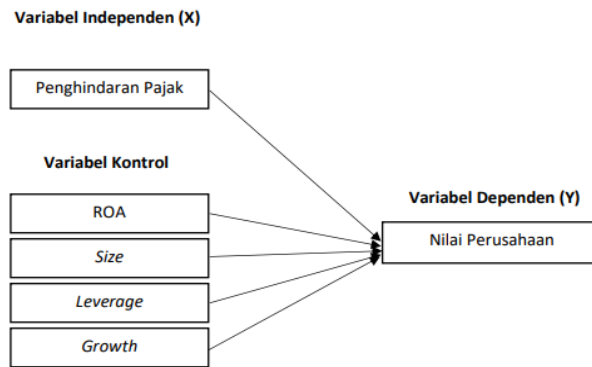 Variabel Independen (X)
Penghindaran Pajak
Variabel Kontrol
ROA
Size
Leverage
Growth
Variabel Dependen (Y)
Nilai Perusahaan